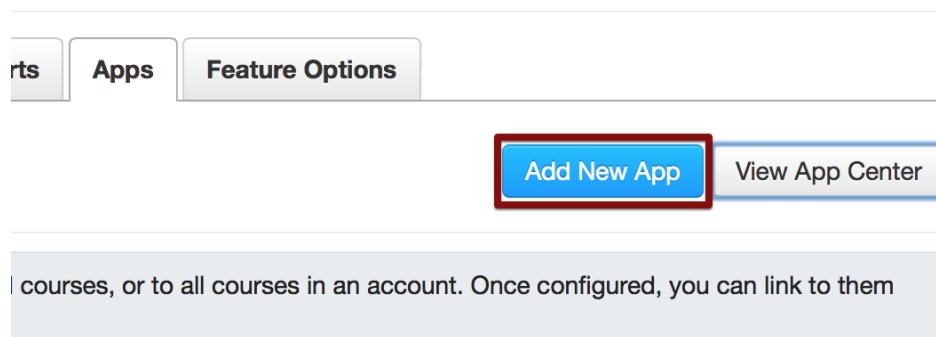 rts Apps Feature Options
Add New App View App Center
courses, or to all courses in an account. Once configured, you can link to them